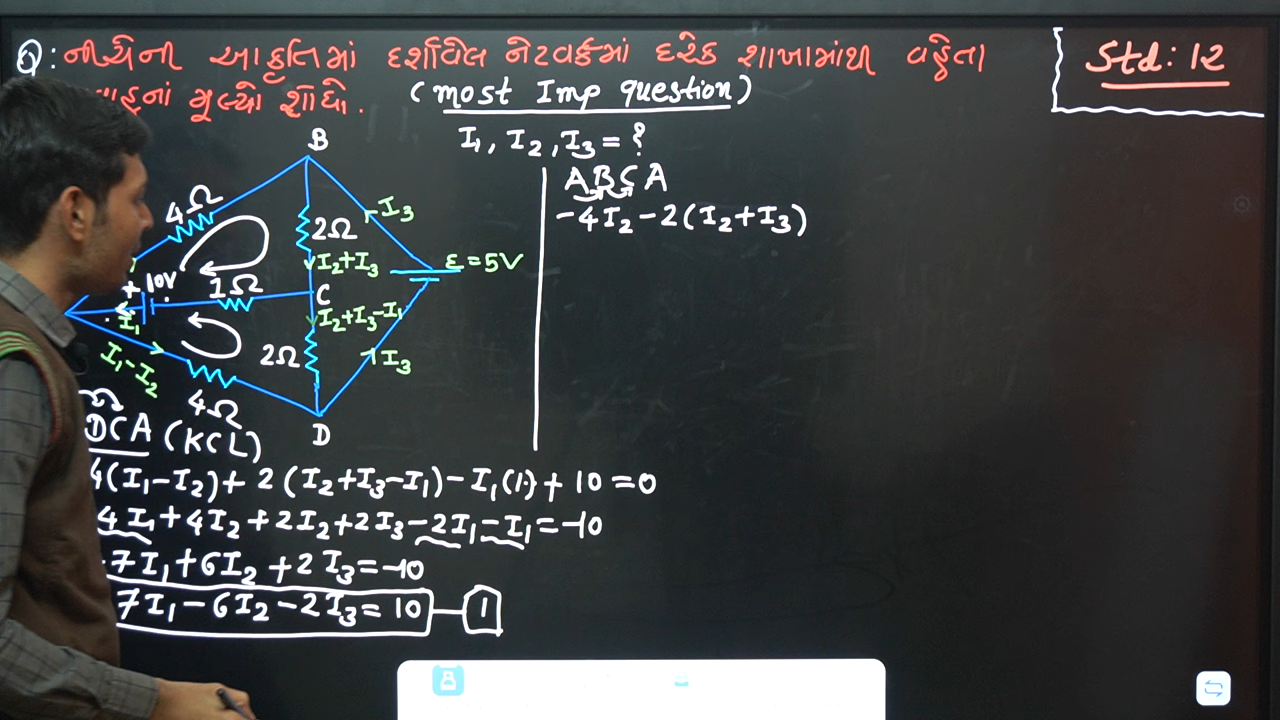 Q: નીચેની આકૃતિમાં દર્શાવેલ નેટવર્કમાં દરેક શાખામાંથી વહેતા
મૂલ્યો શોધો. (most Imp question)
Std: 12
I₁, I₂, I₃ = ?
B
4Ω
2Ω
I₃
I₂+I₃
ε = 5V
+ 10V
1Ω
C
I₁
I₂+I₃-I₁
I₁-I₂
2Ω
I₃
4Ω
D
ABCA
-4I₂-2(I₂+I₃)
DCA (KCL)
4(I₁-I₂)+2(I₂+I₃-I₁)-I₁(1)+10=0
4I₁+4I₂+2I₂+2I₃-2I₁-I₁=-10
-7I₁+6I₂+2I₃=-10
7I₁-6I₂-2I₃=10 — 1